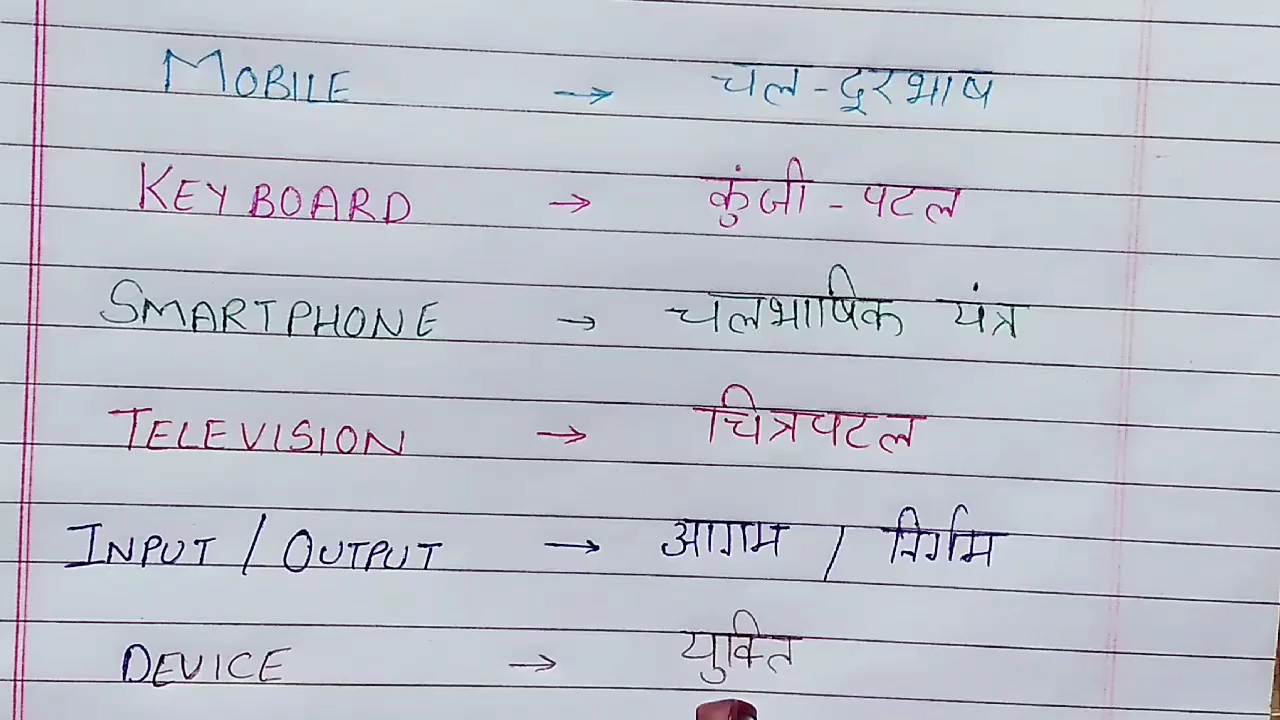 MOBILE → चल-दूरभाष
KEYBOARD → कुंजी-पटल
SMARTPHONE → चलभाषिक यंत्र
TELEVISION → चित्रपटल
INPUT / OUTPUT → आगम / निर्गम
DEVICE → युक्ति